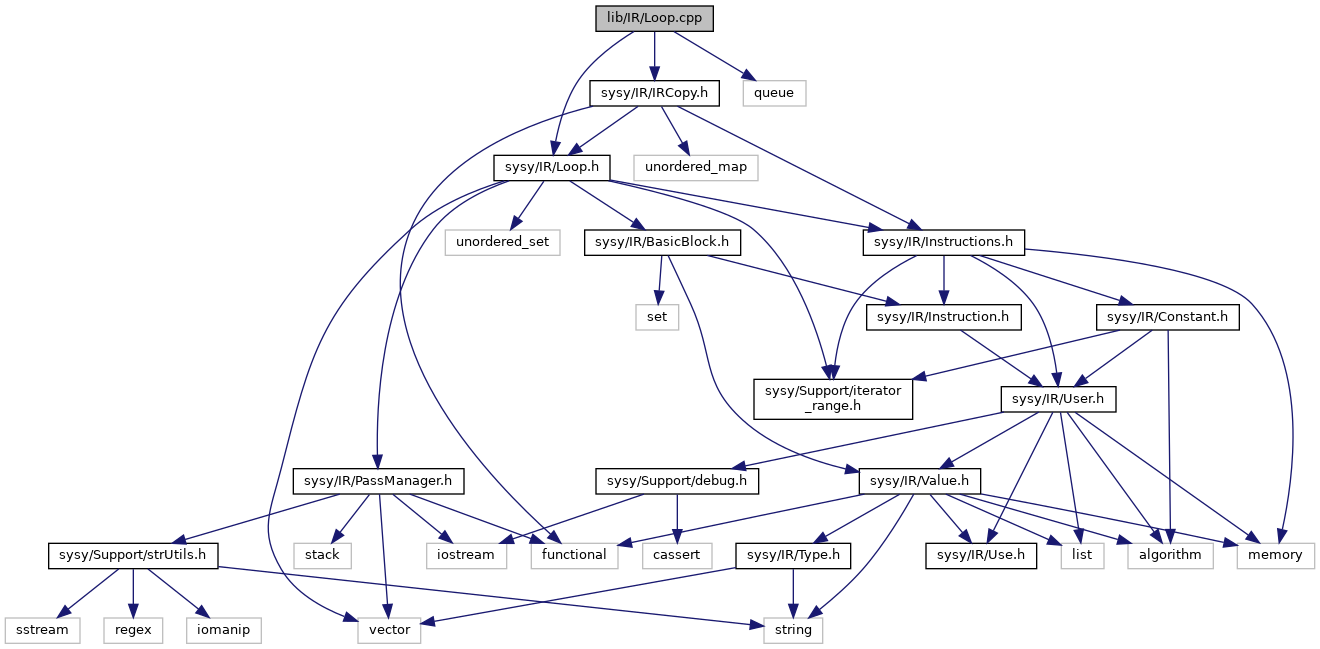 lib/IR/Loop.cpp
sysy/IR/IRCopy.h
queue
sysy/IR/Loop.h
unordered_map
unordered_set
sysy/IR/BasicBlock.h
sysy/IR/Instructions.h
set
sysy/IR/Instruction.h
sysy/IR/Constant.h
sysy/Support/iterator
_range.h
sysy/IR/User.h
sysy/IR/PassManager.h
sysy/Support/debug.h
sysy/IR/Value.h
sysy/Support/strUtils.h
stack
iostream
functional
cassert
sysy/IR/Type.h
sysy/IR/Use.h
list
algorithm
memory
sstream
regex
iomanip
vector
string